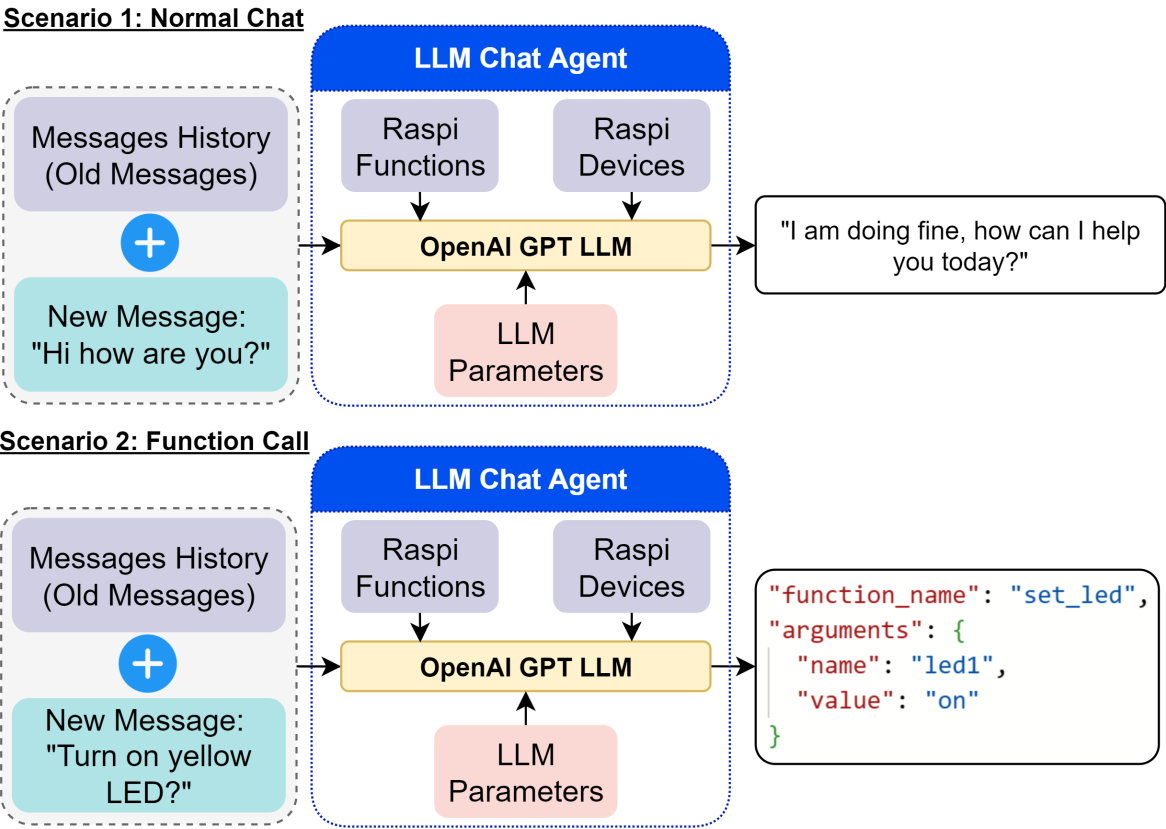 Scenario 1: Normal Chat
LLM Chat Agent
Messages History
(Old Messages)
New Message:
"Hi how are you?"
Raspi
Functions
Raspi
Devices
OpenAI GPT LLM
LLM
Parameters
"I am doing fine, how can I help
you today?"
Scenario 2: Function Call
LLM Chat Agent
Messages History
(Old Messages)
New Message:
"Turn on yellow
LED?"
Raspi
Functions
Raspi
Devices
OpenAI GPT LLM
LLM
Parameters
"function_name": "set_led",
"arguments": {
"name": "led1",
"value": "on"
}